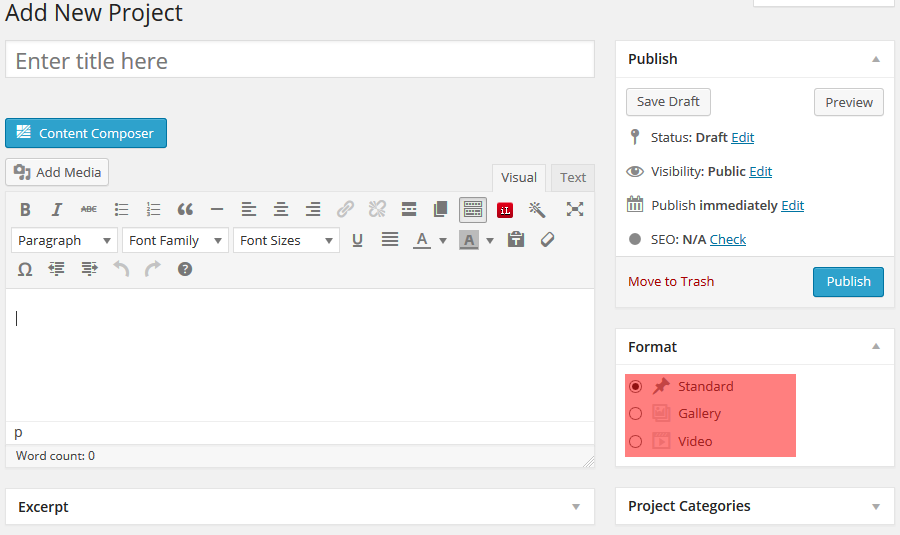 Add New Project
Enter title here
Content Composer
Add Media
Visual
Text
B I ABC
iL
Paragraph
Font Family
Font Sizes
U
A
A
T
Ω
?
p
Word count: 0
Excerpt
Publish
Save Draft
Preview
Status: Draft Edit
Visibility: Public Edit
Publish immediately Edit
SEO: N/A Check
Move to Trash
Publish
Format
Standard
Gallery
Video
Project Categories